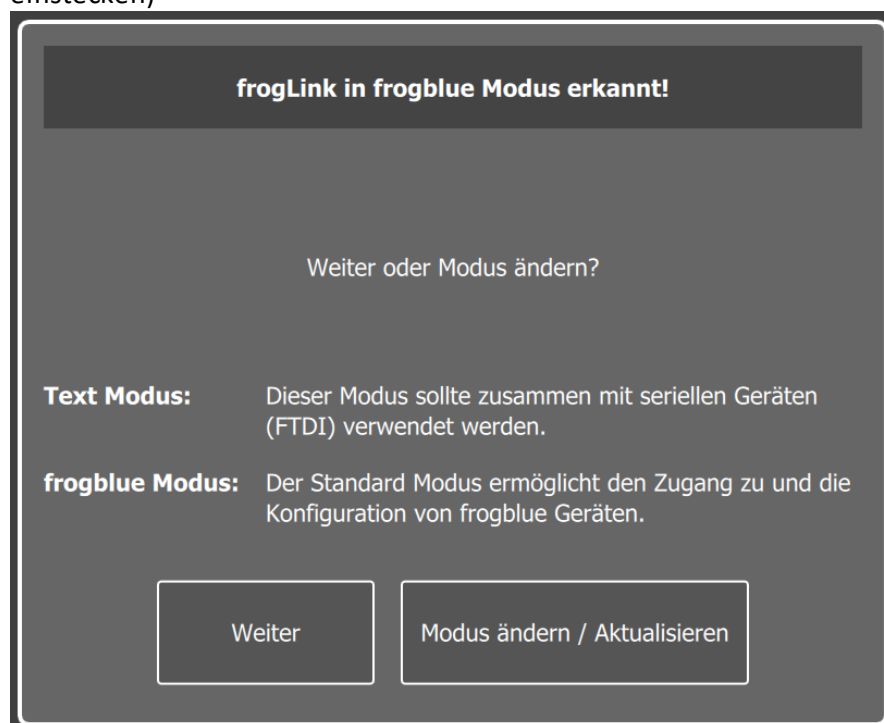 einstecken)
frogLink in frogblue Modus erkannt!
Weiter oder Modus ändern?
Text Modus: Dieser Modus sollte zusammen mit seriellen Geräten
(FTDI) verwendet werden.
frogblue Modus: Der Standard Modus ermöglicht den Zugang zu und die
Konfiguration von frogblue Geräten.
Weiter Modus ändern / Aktualisieren